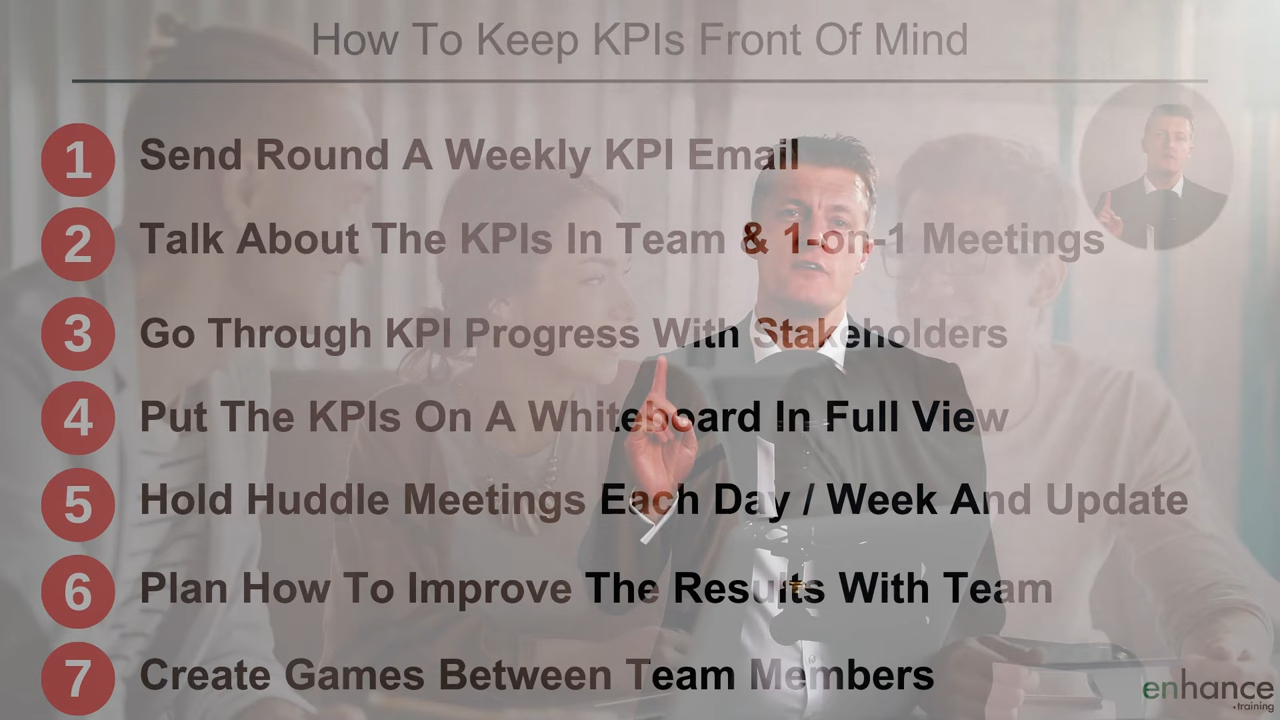 How To Keep KPIs Front Of Mind
1 Send Round A Weekly KPI Email
2 Talk About The KPIs In Team & 1-on-1 Meetings
3 Go Through KPI Progress With Stakeholders
4 Put The KPIs On A Whiteboard In Full View
5 Hold Huddle Meetings Each Day / Week And Update
6 Plan How To Improve The Results With Team
7 Create Games Between Team Members
enhance
.training